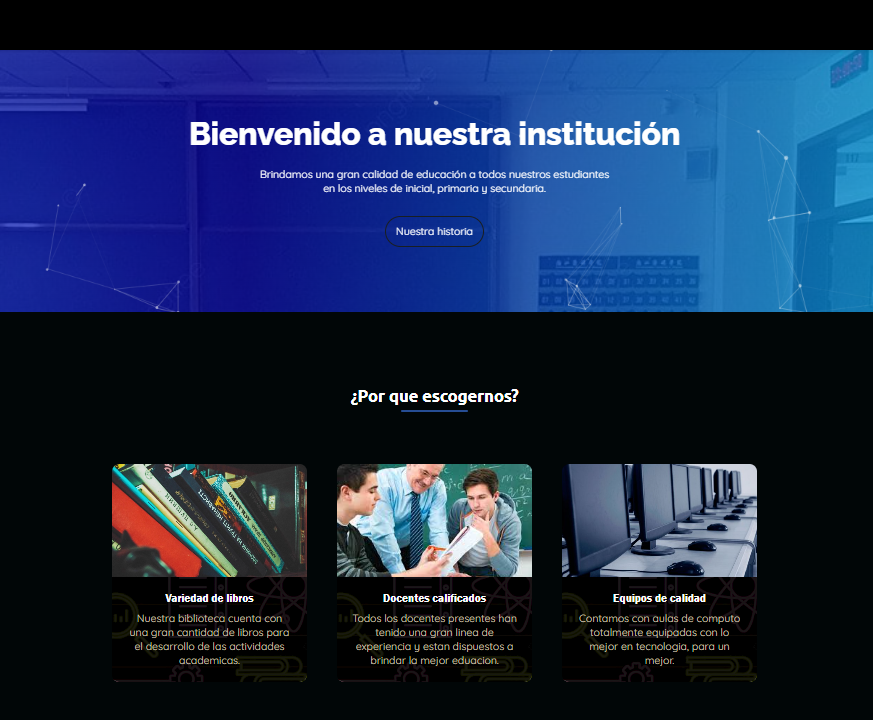 Bienvenido a nuestra institución
Brindamos una gran calidad de educación a todos nuestros estudiantes
en los niveles de inicial, primaria y secundaria.
Nuestra historia
¿Por que escogernos?
Variedad de libros
Nuestra biblioteca cuenta con
una gran cantidad de libros para
el desarrollo de las actividades
academicas.
Docentes calificados
Todos los docentes presentes han
tenido una gran linea de
experiencia y estan dispuestos a
brindar la mejor eduacion.
Equipos de calidad
Contamos con aulas de computo
totalmente equipadas con lo
mejor en tecnologia, para un
mejor.